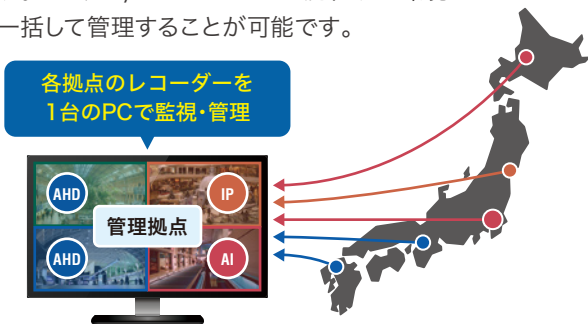 一括して管理することが可能です。
各拠点のレコーダーを
1台のPCで監視・管理
AHD
IP
管理拠点
AHD
AI